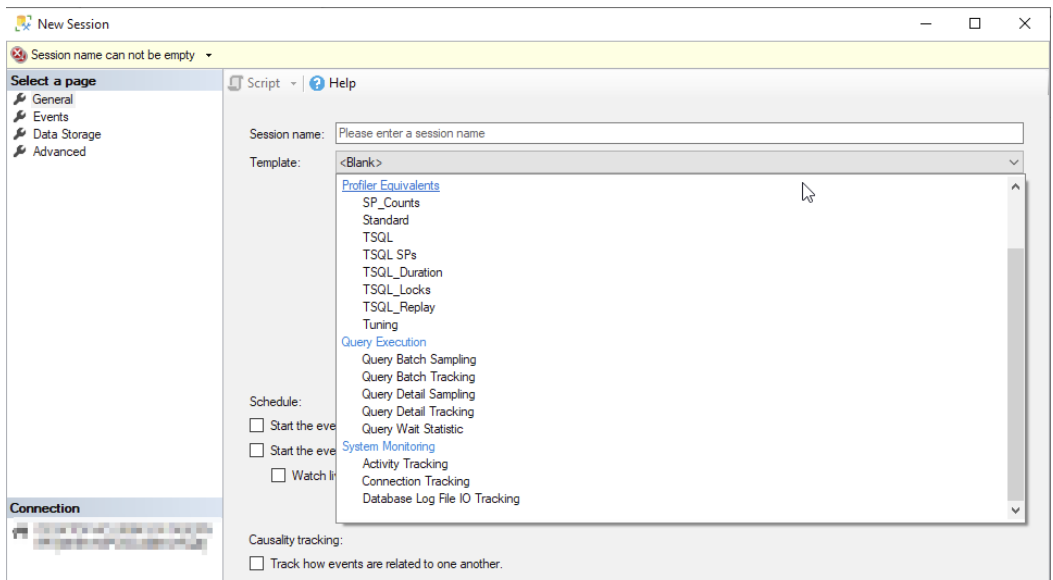 New Session
Session name can not be empty
Select a page
General
Events
Data Storage
Advanced
Script
Help
Session name: Please enter a session name
Template: <Blank>
Profiler Equivalents
SP_Counts
Standard
TSQL
TSQL SPs
TSQL_Duration
TSQL_Locks
TSQL_Replay
Tuning
Query Execution
Query Batch Sampling
Query Batch Tracking
Query Detail Sampling
Query Detail Tracking
Query Wait Statistic
System Monitoring
Activity Tracking
Connection Tracking
Database Log File IO Tracking
Schedule:
Start the eve
Start the eve
Watch li
Connection
Causality tracking:
Track how events are related to one another.